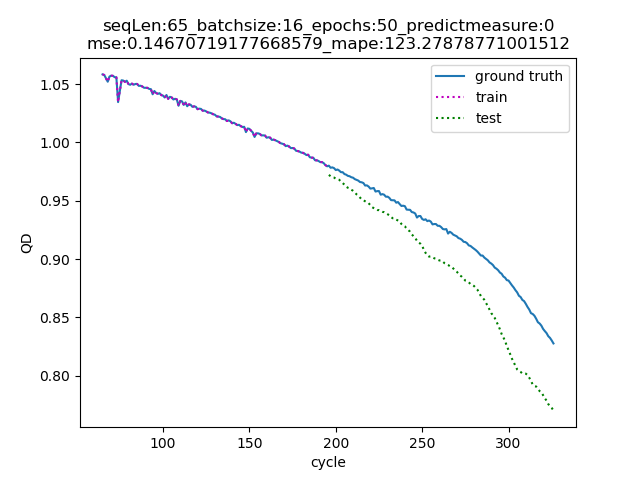 seqLen:65_batchsize:16_epochs:50_predictmeasure:0
mse:0.14670719177668579_mape:123.27878771001512
ground truth
train
test
1.05
1.00
0.95
0.90
0.85
0.80
QD
100
150
200
250
300
cycle